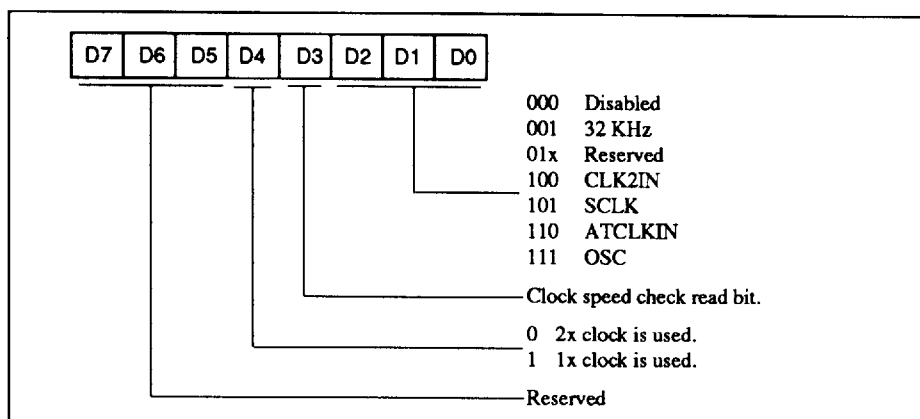 D7 D6 D5 D4 D3 D2 D1 D0
000 Disabled
001 32 KHz
01x Reserved
100 CLK2IN
101 SCLK
110 ATCLKIN
111 OSC
Clock speed check read bit.
0 2x clock is used.
1 1x clock is used.
Reserved